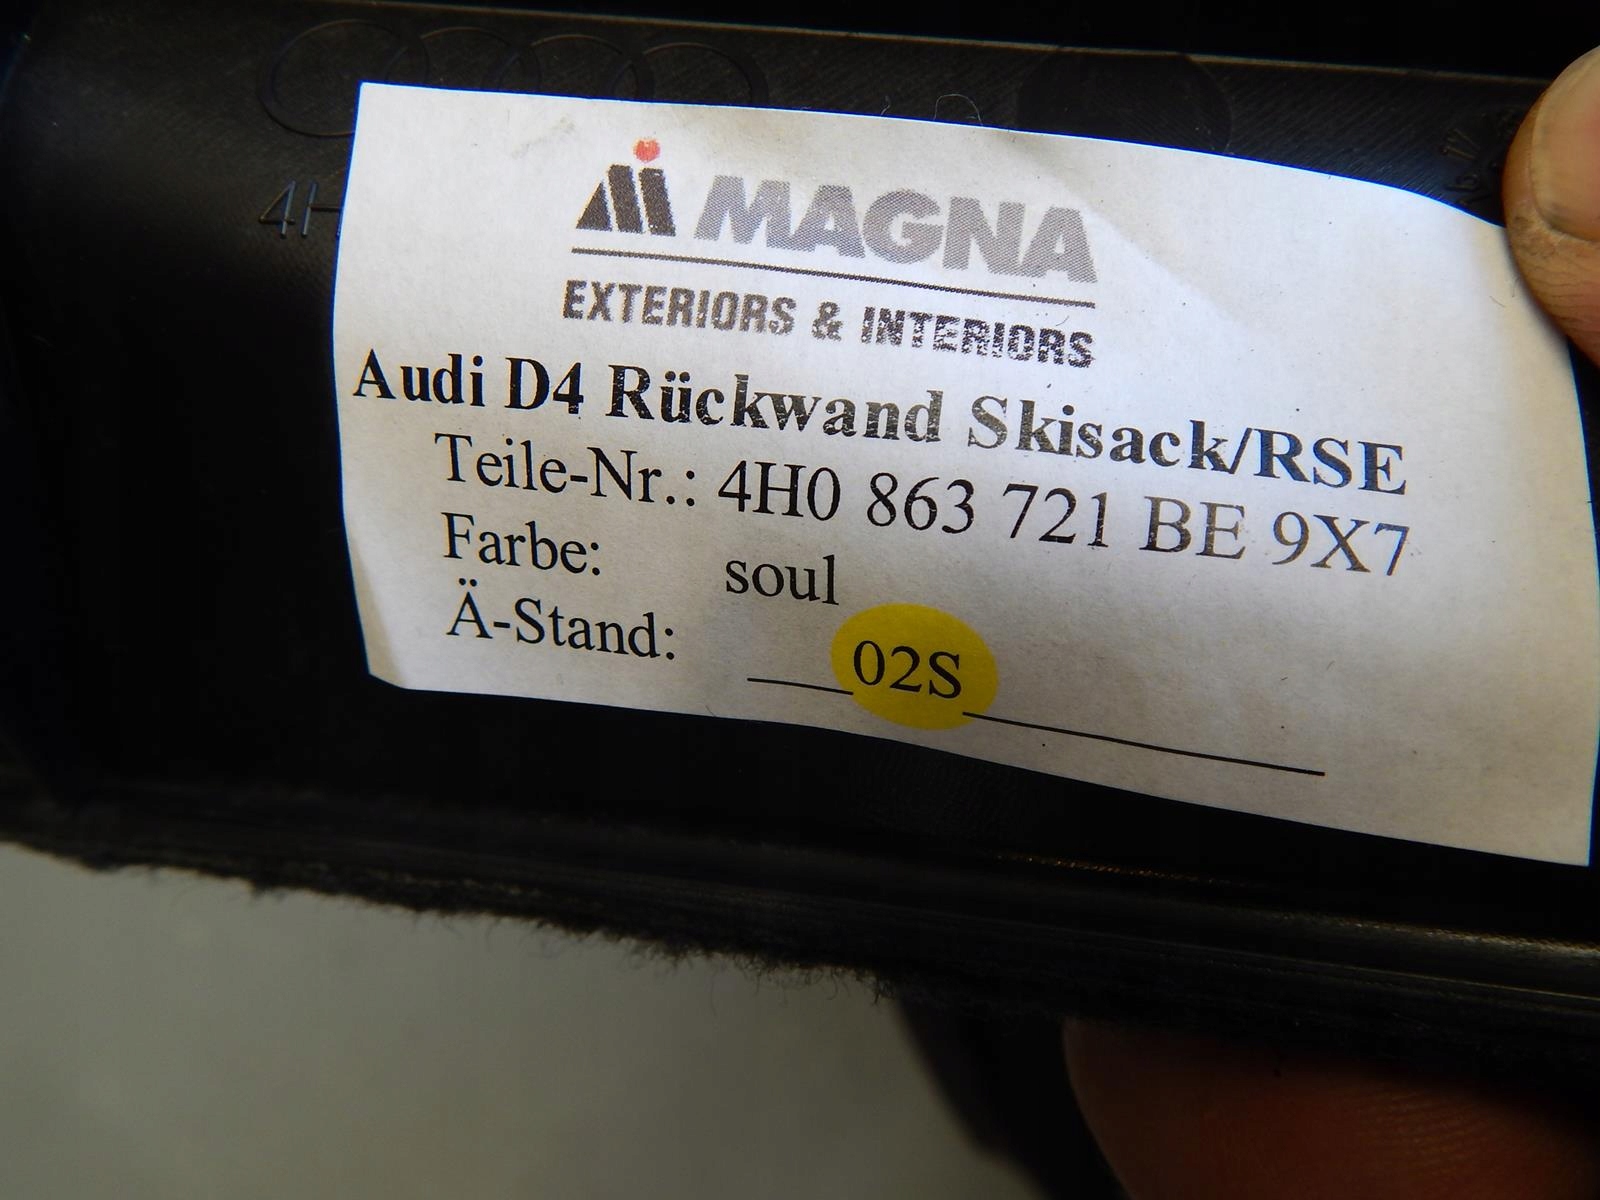 4H
MAGNA
EXTERIORS & INTERIORS
Audi D4 Rückwand Skisack/RSE
Teile-Nr.: 4H0 863 721 BE 9X7
Farbe: soul
Ä-Stand: 02S